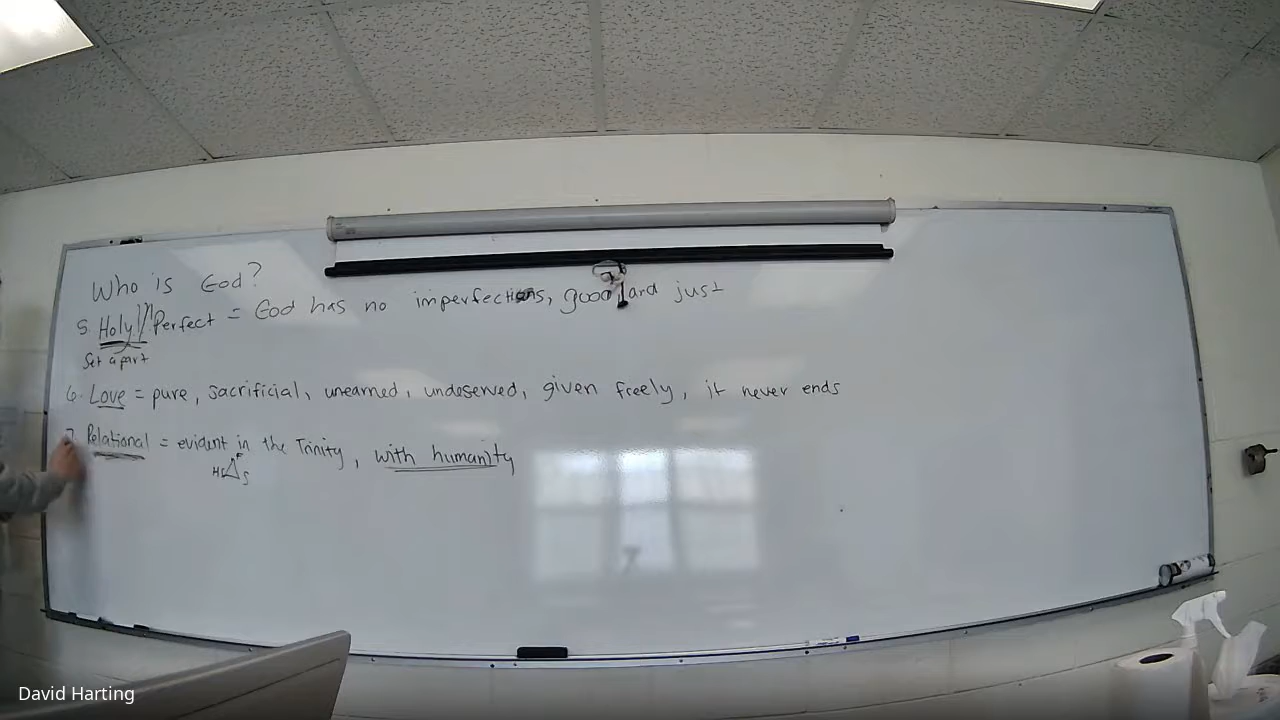 Who is God?
5. Holy // Perfect = God has no imperfections, good and just
Set apart
6. Love = pure, sacrificial, unearned, undeserved, given freely, it never ends
7. Relational = evident in the Trinity, with humanity
F
HS S
David Harting